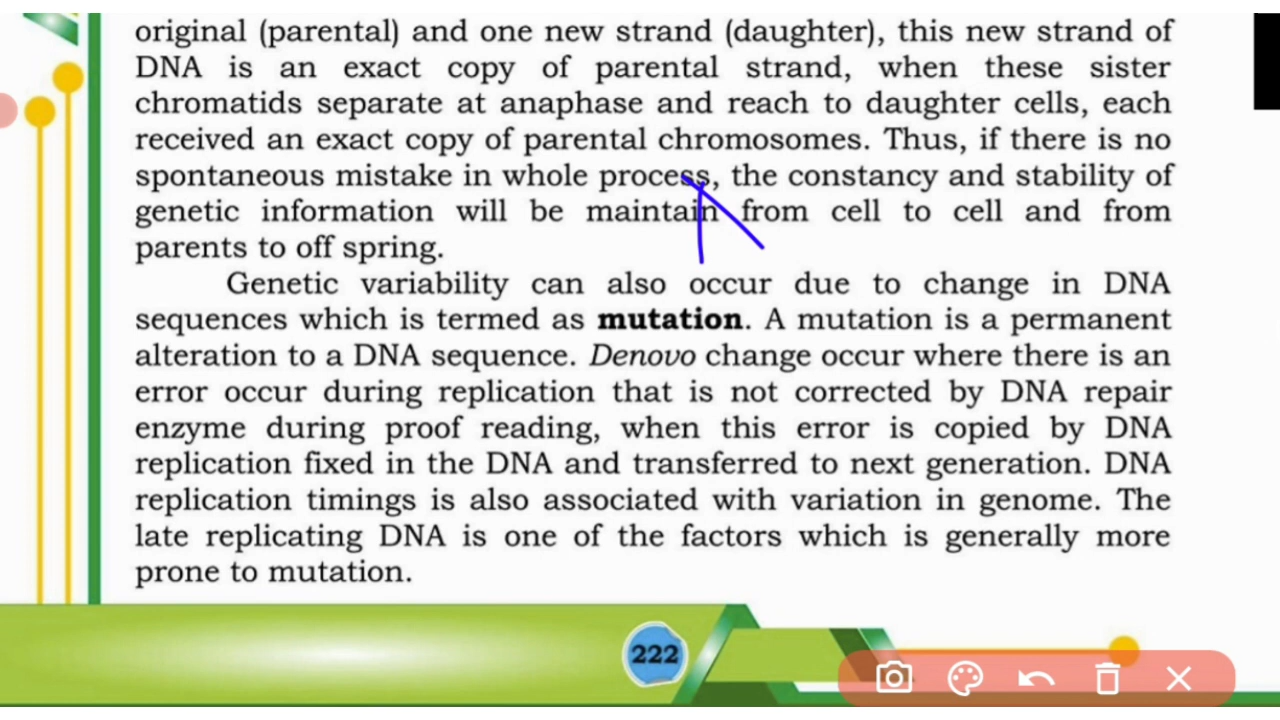 original (parental) and one new strand (daughter), this new strand of
DNA is an exact copy of parental strand, when these sister
chromatids separate at anaphase and reach to daughter cells, each
received an exact copy of parental chromosomes. Thus, if there is no
spontaneous mistake in whole process, the constancy and stability of
genetic information will be maintain from cell to cell and from
parents to off spring.
Genetic variability can also occur due to change in DNA
sequences which is termed as mutation. A mutation is a permanent
alteration to a DNA sequence. Denovo change occur where there is an
error occur during replication that is not corrected by DNA repair
enzyme during proof reading, when this error is copied by DNA
replication fixed in the DNA and transferred to next generation. DNA
replication timings is also associated with variation in genome. The
late replicating DNA is one of the factors which is generally more
prone to mutation.
222